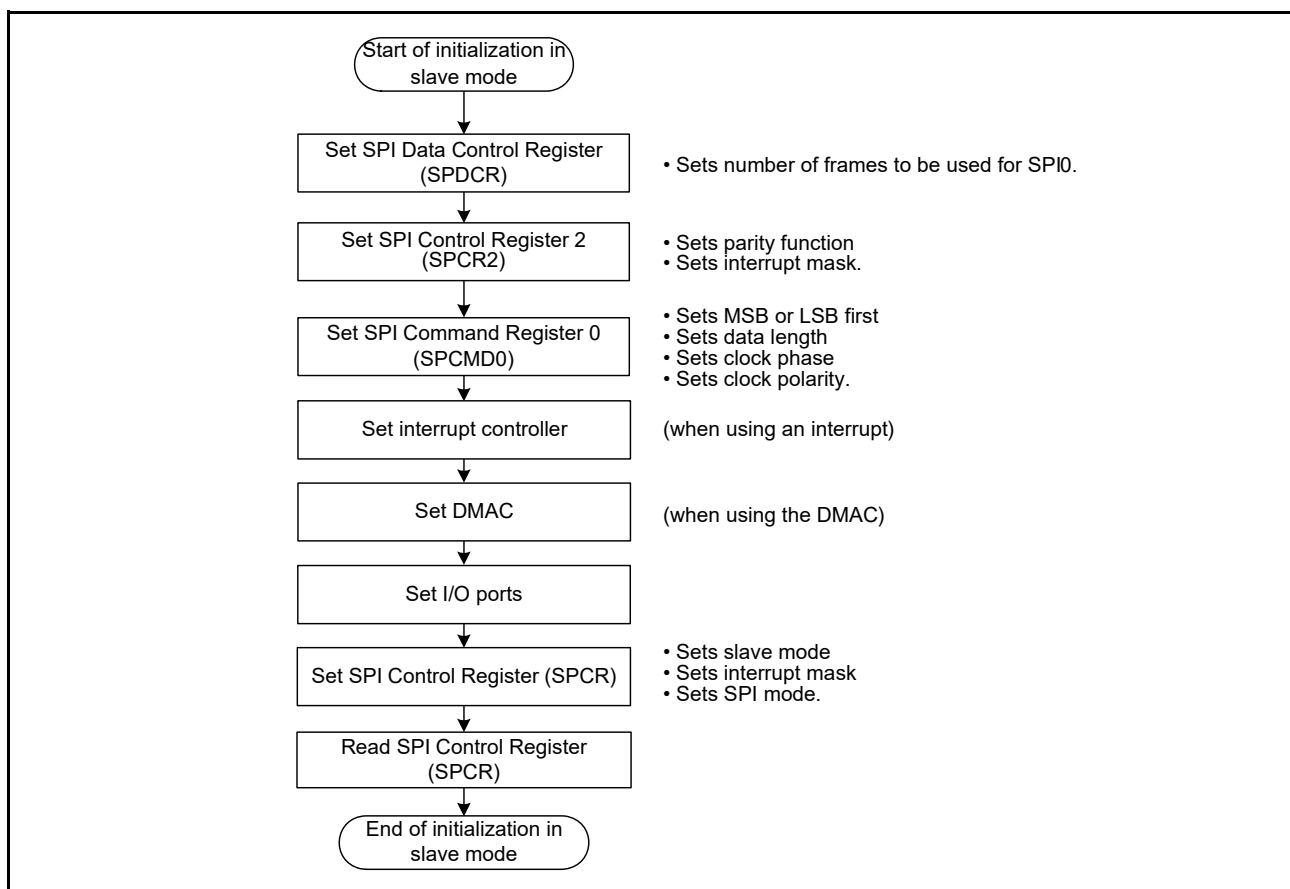 Start of initialization in
slave mode
Set SPI Data Control Register
(SPDCR)
• Sets number of frames to be used for SPI0.
Set SPI Control Register 2
(SPCR2)
• Sets parity function
• Sets interrupt mask.
Set SPI Command Register 0
(SPCMD0)
• Sets MSB or LSB first
• Sets data length
• Sets clock phase
• Sets clock polarity.
Set interrupt controller
(when using an interrupt)
Set DMAC
(when using the DMAC)
Set I/O ports
Set SPI Control Register (SPCR)
• Sets slave mode
• Sets interrupt mask
• Sets SPI mode.
Read SPI Control Register
(SPCR)
End of initialization in
slave mode